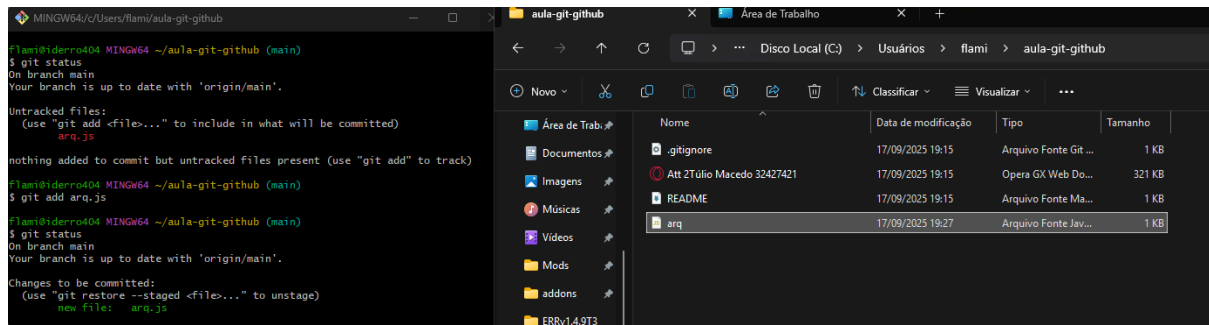 MINGW64:/c/Users/flami/aula-git-github
flami@iderro404 MINGW64 ~/aula-git-github (main)
$ git status
On branch main
Your branch is up to date with 'origin/main'.
Untracked files:
(use "git add <file>..." to include in what will be committed)
arq.js
nothing added to commit but untracked files present (use "git add" to track)
flami@iderro404 MINGW64 ~/aula-git-github (main)
$ git add arq.js
flami@iderro404 MINGW64 ~/aula-git-github (main)
$ git status
On branch main
Your branch is up to date with 'origin/main'.
Changes to be committed:
(use "git restore --staged <file>..." to unstage)
new file: arq.js
aula-git-github
Área de Trabalho
Disco Local (C:) > Usuários > flami > aula-git-github
Novo
Classificar
Visualizar
Área de Trab
Documentos
Imagens
Músicas
Vídeos
Mods
addons
ERRv1.4.9T3
Nome Data de modificação Tipo Tamanho
.gitignore 17/09/2025 19:15 Arquivo Fonte Git ... 1 KB
Att 2Túlio Macedo 32427421 17/09/2025 19:15 Opera GX Web Do... 321 KB
README 17/09/2025 19:15 Arquivo Fonte Ma... 1 KB
arq 17/09/2025 19:27 Arquivo Fonte Jav... 1 KB